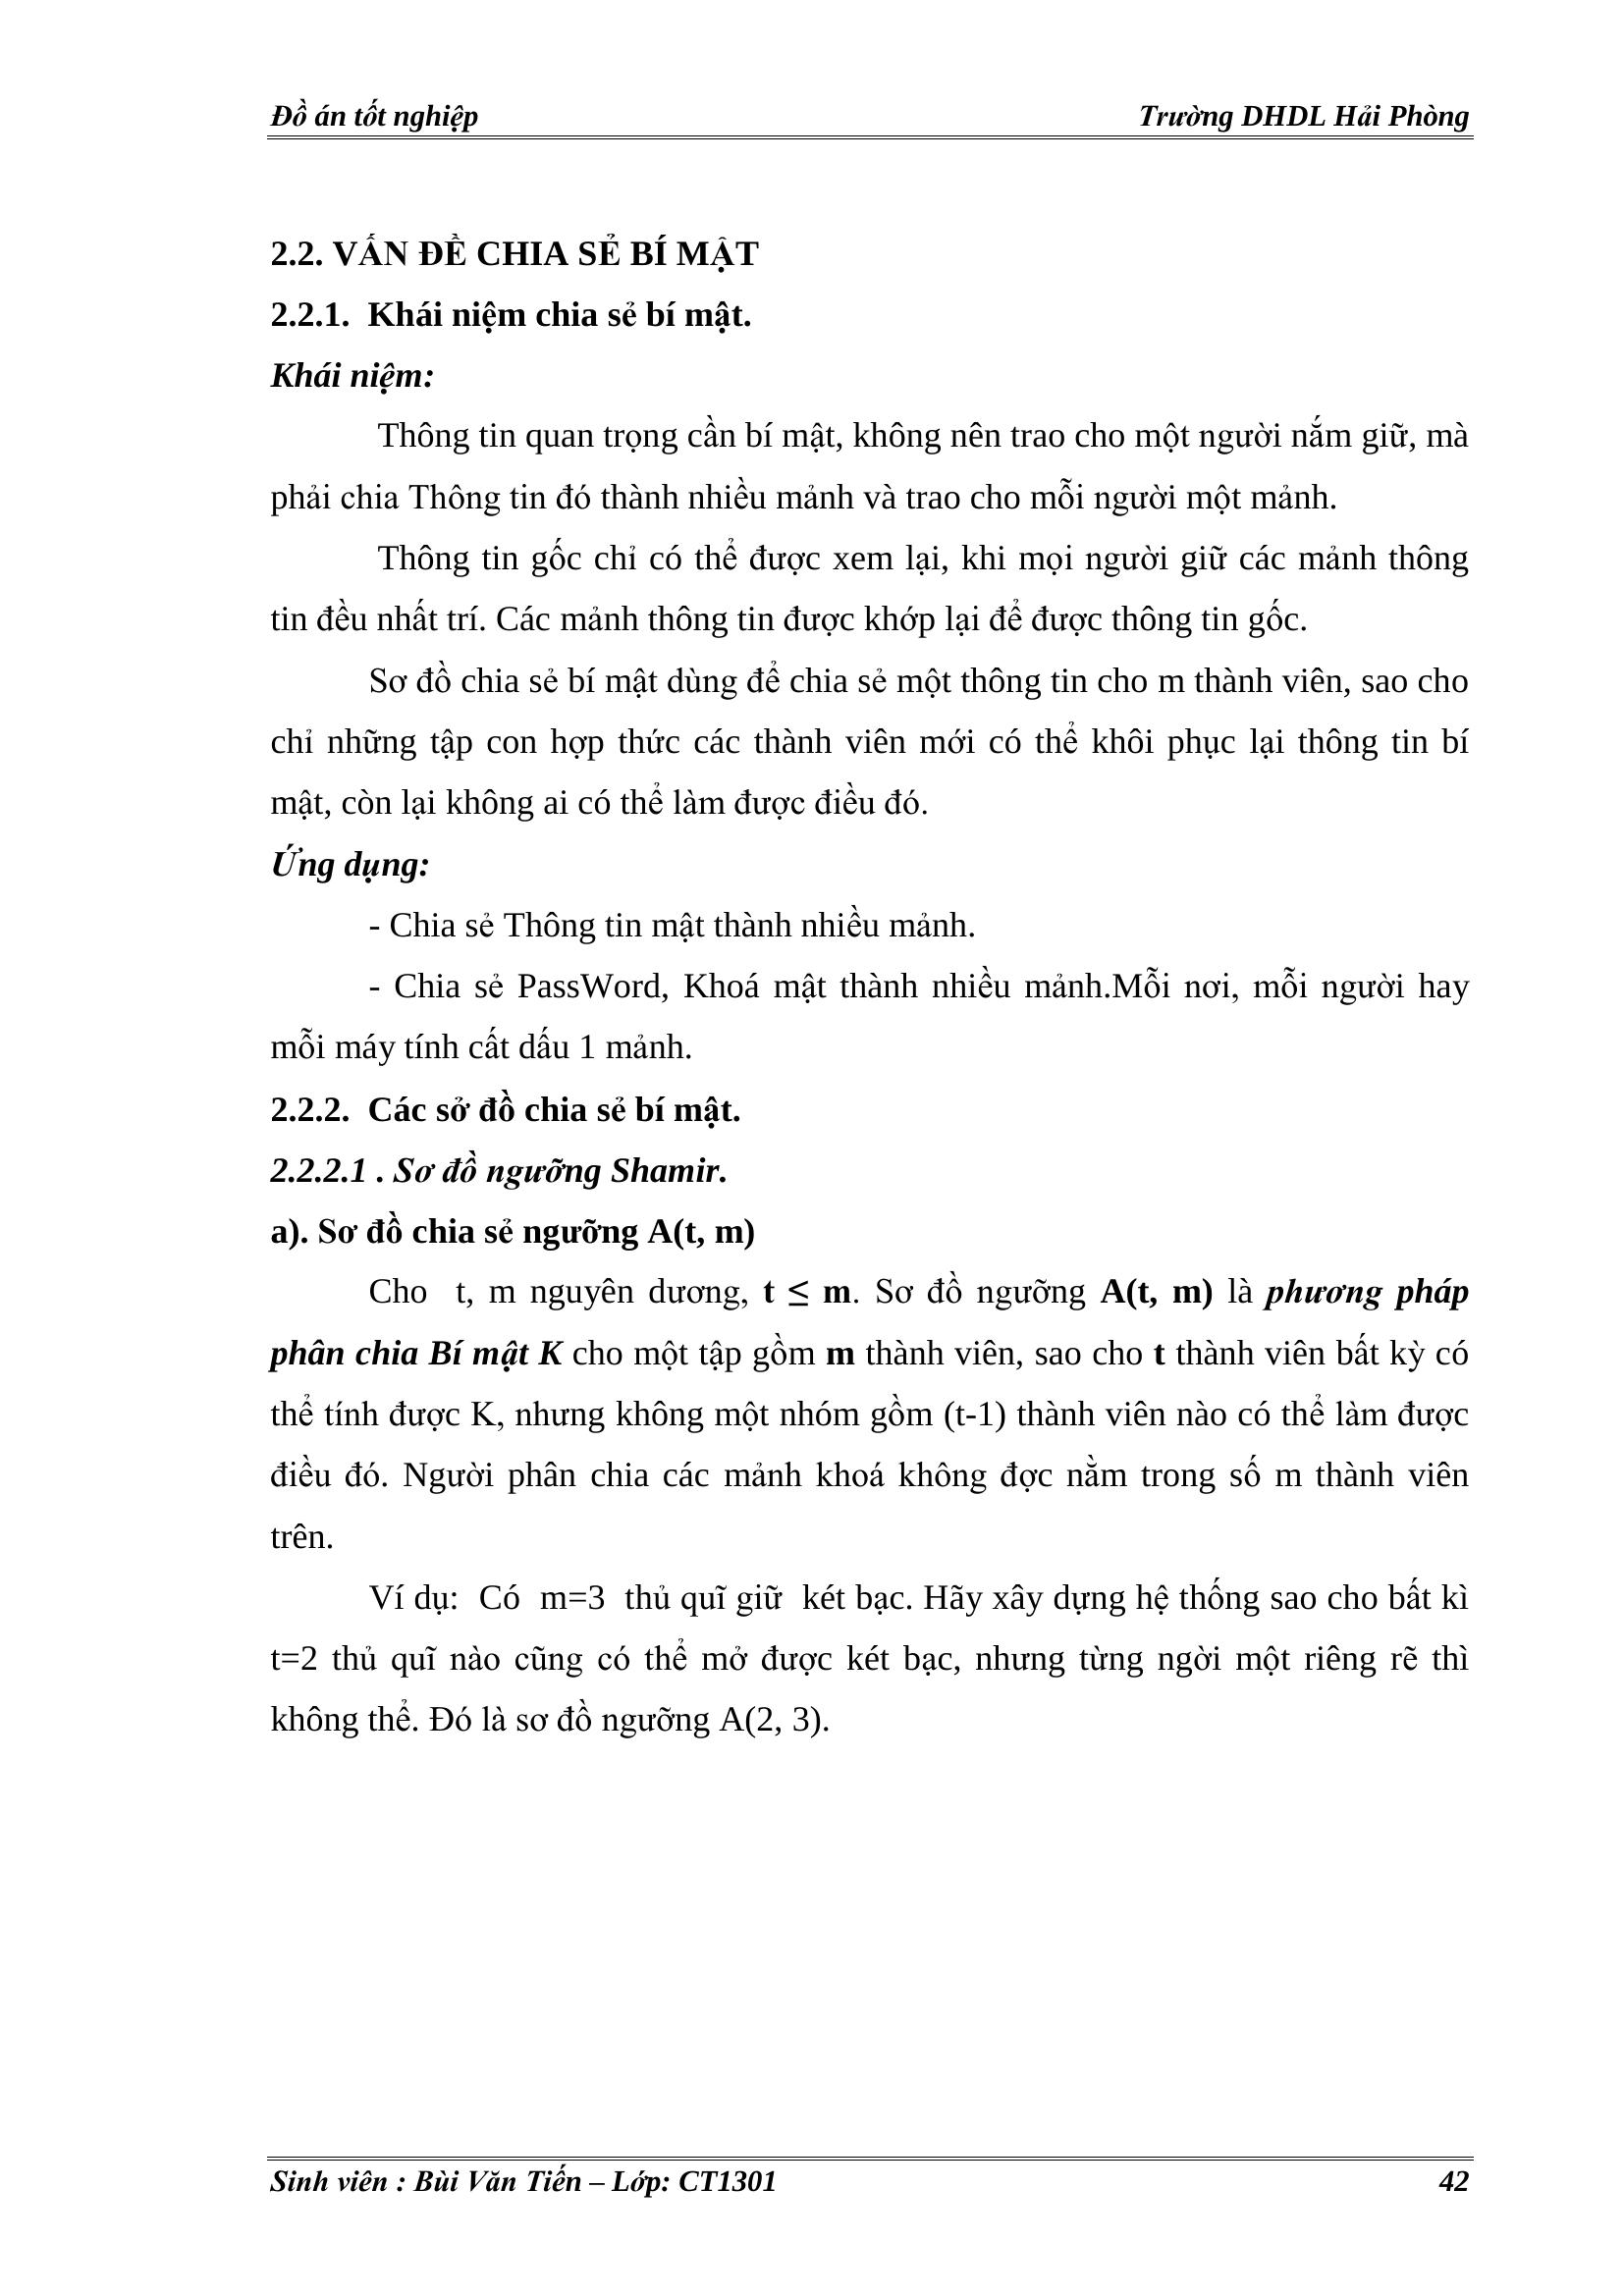 Đồ án tốt nghiệp Trường DHDL Hải Phòng
2.2. VẤN ĐỀ CHIA SẺ BÍ MẬT
2.2.1. Khái niệm chia sẻ bí mật.
Khái niệm:
Thông tin quan trọng cần bí mật, không nên trao cho một người nắm giữ, mà
phải chia Thông tin đó thành nhiều mảnh và trao cho mỗi người một mảnh.
Thông tin gốc chỉ có thể được xem lại, khi mọi người giữ các mảnh thông
tin đều nhất trí. Các mảnh thông tin được khớp lại để được thông tin gốc.
Sơ đồ chia sẻ bí mật dùng để chia sẻ một thông tin cho m thành viên, sao cho
chỉ những tập con hợp thức các thành viên mới có thể khôi phục lại thông tin bí
mật, còn lại không ai có thể làm được điều đó.
Ứng dụng:
- Chia sẻ Thông tin mật thành nhiều mảnh.
- Chia sẻ PassWord, Khoá mật thành nhiều mảnh.Mỗi nơi, mỗi người hay
mỗi máy tính cất dấu 1 mảnh.
2.2.2. Các sở đồ chia sẻ bí mật.
2.2.2.1 . Sơ đồ ngưỡng Shamir.
a). Sơ đồ chia sẻ ngưỡng A(t, m)
Cho t, m nguyên dương, t ≤ m. Sơ đồ ngưỡng A(t, m) là phương pháp
phân chia Bí mật K cho một tập gồm m thành viên, sao cho t thành viên bất kỳ có
thể tính được K, nhưng không một nhóm gồm (t-1) thành viên nào có thể làm được
điều đó. Người phân chia các mảnh khoá không đợc nằm trong số m thành viên
trên.
Ví dụ: Có m=3 thủ quĩ giữ két bạc. Hãy xây dựng hệ thống sao cho bất kì
t=2 thủ quĩ nào cũng có thể mở được két bạc, nhưng từng ngời một riêng rẽ thì
không thể. Đó là sơ đồ ngưỡng A(2, 3).
Sinh viên : Bùi Văn Tiến – Lớp: CT1301 42